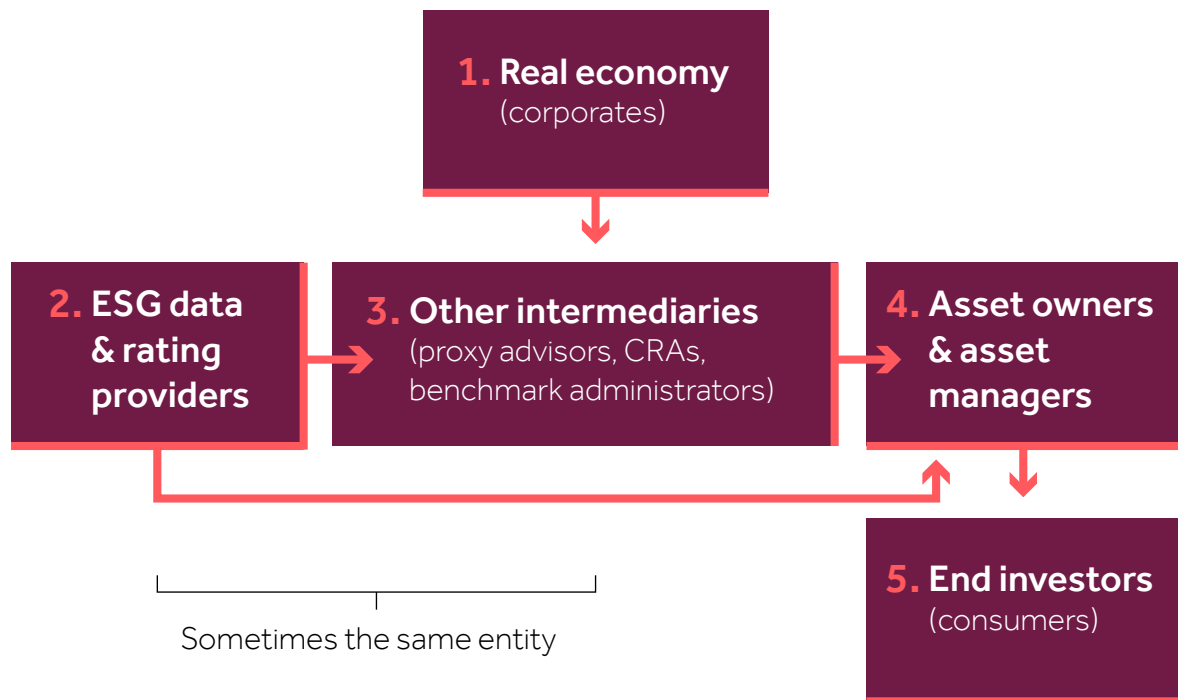 1. Real economy
(corporates)
2. ESG data
& rating
providers
3. Other intermediaries
(proxy advisors, CRAs,
benchmark administrators)
4. Asset owners
& asset
managers
5. End investors
(consumers)
Sometimes the same entity